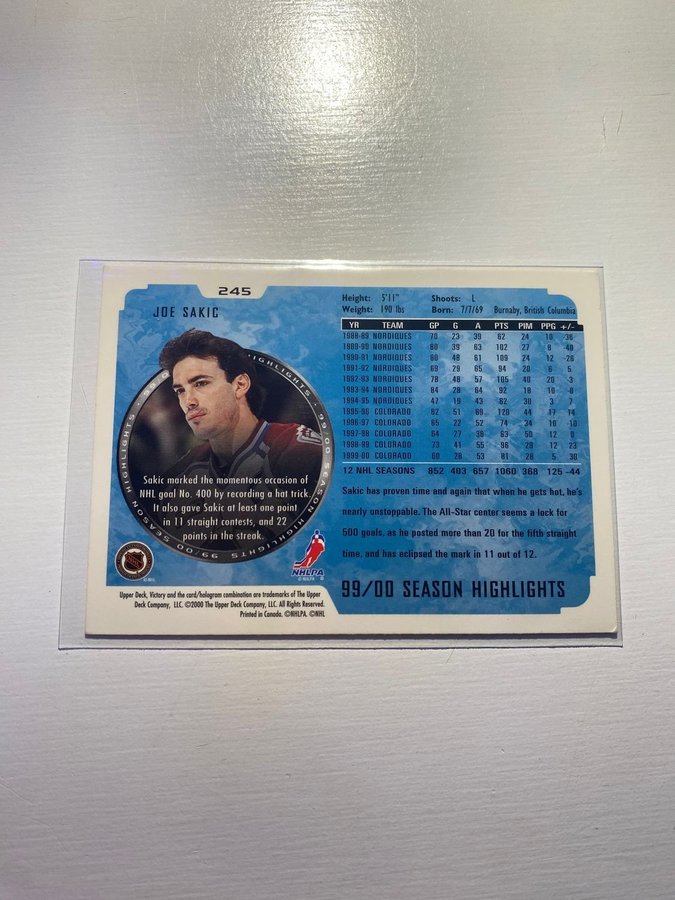 245
JOE SAKIC
Height: 5'11" Shoots: L
Weight: 190 lbs Born: 7/7/69 Burnaby, British Columbia
YR TEAM GP G A PTS PIM PPG +/-
1988-89 NORDIQUES 70 23 39 62 24 10 -36
1989-90 NORDIQUES 80 39 63 102 27 8 -40
1990-91 NORDIQUES 80 48 61 109 24 12 -26
1991-92 NORDIQUES 69 29 65 94 20 6 5
1992-93 NORDIQUES 78 48 57 105 40 20 -3
1993-94 NORDIQUES 84 28 64 92 18 10 -8
1994-95 NORDIQUES 47 19 43 62 30 3 7
1995-96 COLORADO 82 51 69 120 44 17 14
1996-97 COLORADO 65 22 52 74 34 10 -10
1997-98 COLORADO 64 27 36 63 50 12 0
1998-99 COLORADO 73 41 55 96 29 12 23
1999-00 COLORADO 60 28 53 81 28 5 30
12 NHL SEASONS 852 403 657 1060 368 125 -44
99/00 SEASON HIGHLIGHTS
HIGHLIGHTS
99/00 SEASON HIGHLIGHTS
Sakic marked the momentous occasion of
NHL goal No. 400 by recording a hat trick.
It also gave Sakic at least one point
in 11 straight contests, and 22
points in the streak.
Sakic has proven time and again that when he gets hot, he's
nearly unstoppable. The All-Star center seems a lock for
500 goals, as he posted more than 20 for the fifth straight
time, and has eclipsed the mark in 11 out of 12.
NHL
NHLPA
© NHLPA
99/00 SEASON HIGHLIGHTS
Upper Deck, Victory and the card/hologram combination are trademarks of The Upper
Deck Company, LLC. ©2000 The Upper Deck Company, LLC. All Rights Reserved.
Printed in Canada. ©NHLPA. ©NHL